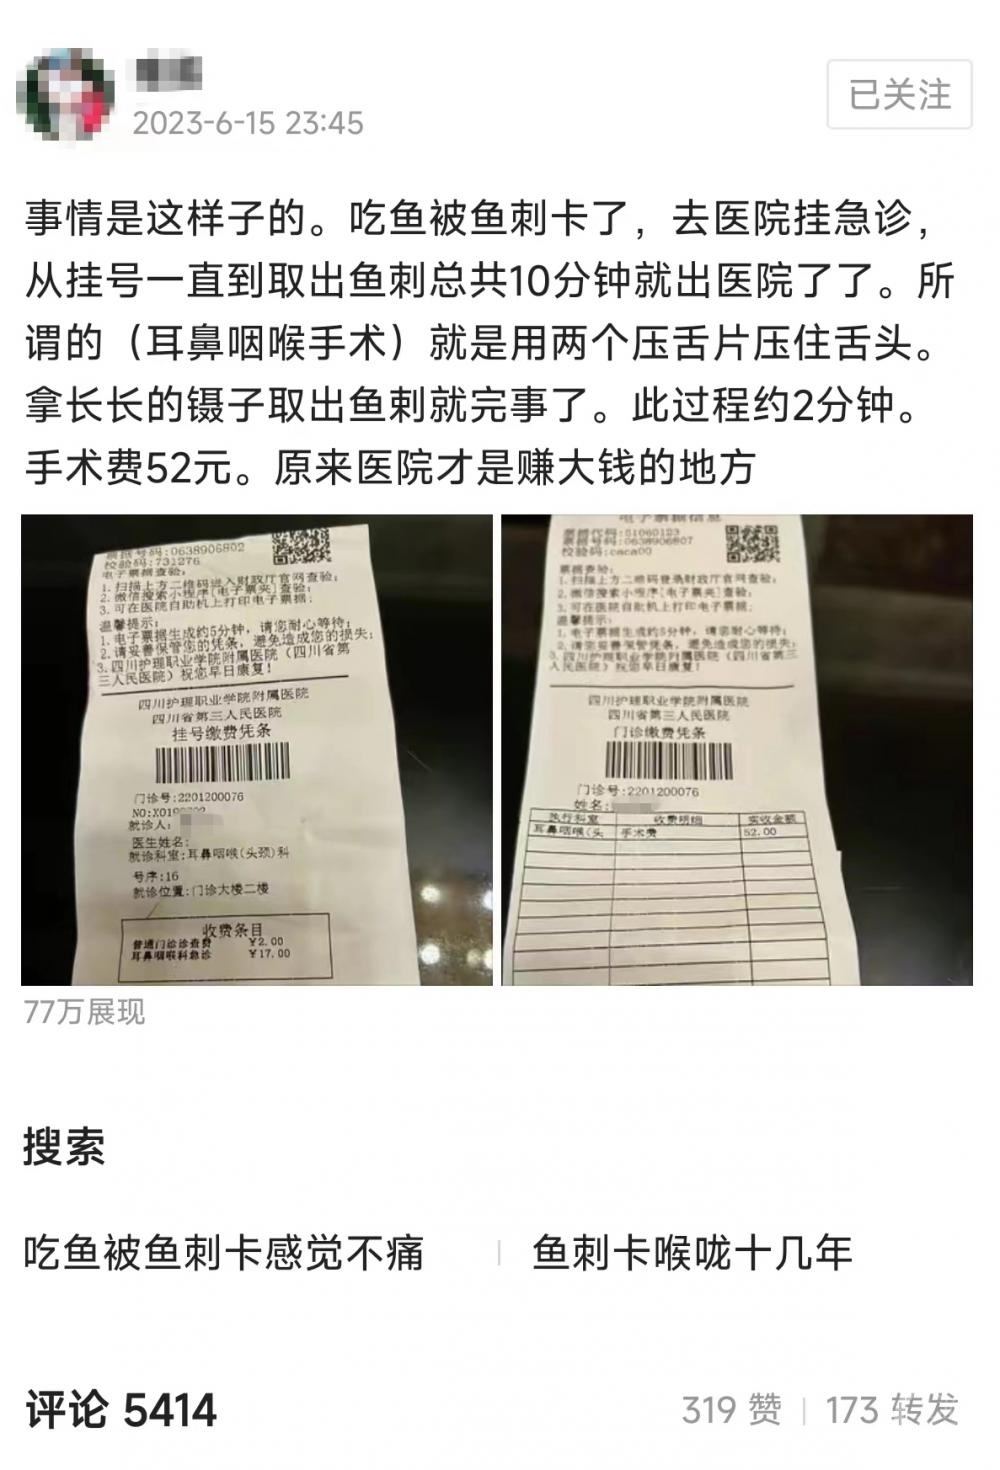 2023-6-15 23:45
已关注
事情是这样子的。吃鱼被鱼刺卡了，去医院挂急诊，
从挂号一直到取出鱼刺总共10分钟就出医院了了。所
谓的（耳鼻咽喉手术）就是用两个压舌片压住舌头。
拿长长的镊子取出鱼刺就完事了。此过程约2分钟。
手术费52元。原来医院才是赚大钱的地方
票据号码:0638906802
校验码:731276
电子票据查验:
1.扫描上方二维码进入财政厅官网查验;
2.微信搜索小程序[电子票夹]查验;
3.可在医院自助机上打印电子票据;
温馨提示:
1.电子票据生成约5分钟，请您耐心等待;
2.请妥善保管您的凭条，避免造成您的损失;
3.四川护理职业学院附属医院（四川省第
三人民医院）祝您早日康复！
四川护理职业学院附属医院
四川省第三人民医院
挂号缴费凭条
门诊号:2201200076
就诊人:
医生姓名:
就诊科室:耳鼻咽喉(头颈)科
号序:16
就诊位置:门诊大楼二楼
收费条目
普通门诊诊查费 ¥2.00
耳鼻咽喉科急诊 ¥17.00
电子票据信息
票据代码:51060123
票据号码:0638906807
校验码:caca00
票据查验:
1.扫描上方二维码登录财政厅官网查验;
2.微信搜索小程序[电子票夹]查验;
3.可在医院自助机上打印电子票据;
温馨提示:
1.电子票据生成约5分钟，请您耐心等待;
2.请妥善保管您的凭条，避免造成您的损失;
3.四川护理职业学院附属医院（四川省第三
人民医院）祝您早日康复！
四川护理职业学院附属医院
四川省第三人民医院
门诊缴费凭条
门诊号:2201200076
姓名:
执行科室 收费明细 实收金额
耳鼻咽喉(头 手术费 52.00
77万展现
搜索
吃鱼被鱼刺卡感觉不痛 鱼刺卡喉咙十几年
评论 5414 319 赞 173 转发